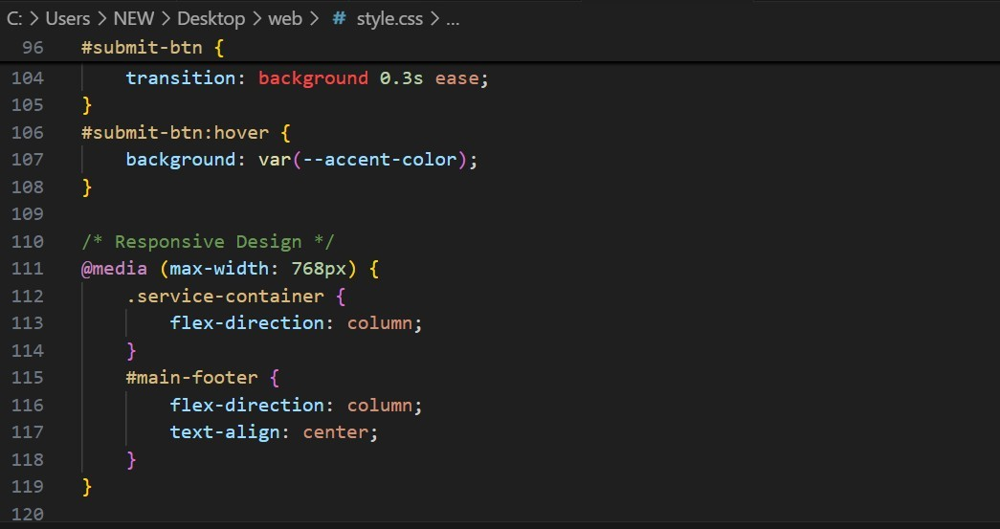 C: > Users > NEW > Desktop > web > # style.css > ...
96 #submit-btn {
104     transition: background 0.3s ease;
105 }
106 #submit-btn:hover {
107     background: var(--accent-color);
108 }
109
110 /* Responsive Design */
111 @media (max-width: 768px) {
112     .service-container {
113         flex-direction: column;
114     }
115     #main-footer {
116         flex-direction: column;
117         text-align: center;
118     }
119 }
120